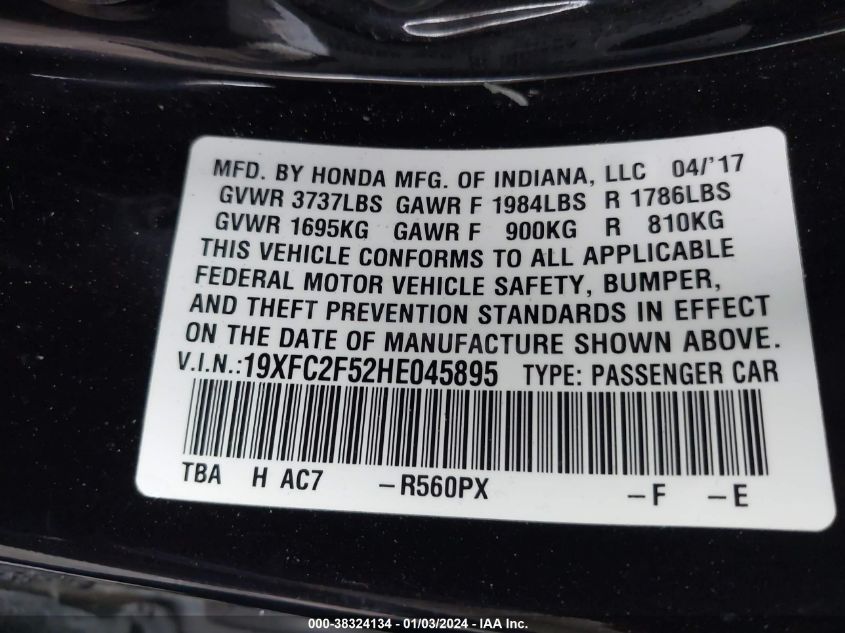 MFD. BY HONDA MFG. OF INDIANA, LLC 04/'17
GVWR 3737LBS GAWR F 1984LBS R 1786LBS
GVWR 1695KG GAWR F 900KG R 810KG
THIS VEHICLE CONFORMS TO ALL APPLICABLE
FEDERAL MOTOR VEHICLE SAFETY, BUMPER,
AND THEFT PREVENTION STANDARDS IN EFFECT
ON THE DATE OF MANUFACTURE SHOWN ABOVE.
V.I.N.:19XFC2F52HE045895 TYPE: PASSENGER CAR
TBA H AC7 –R560PX –F –E
000-38324134 - 01/03/2024 - IAA Inc.